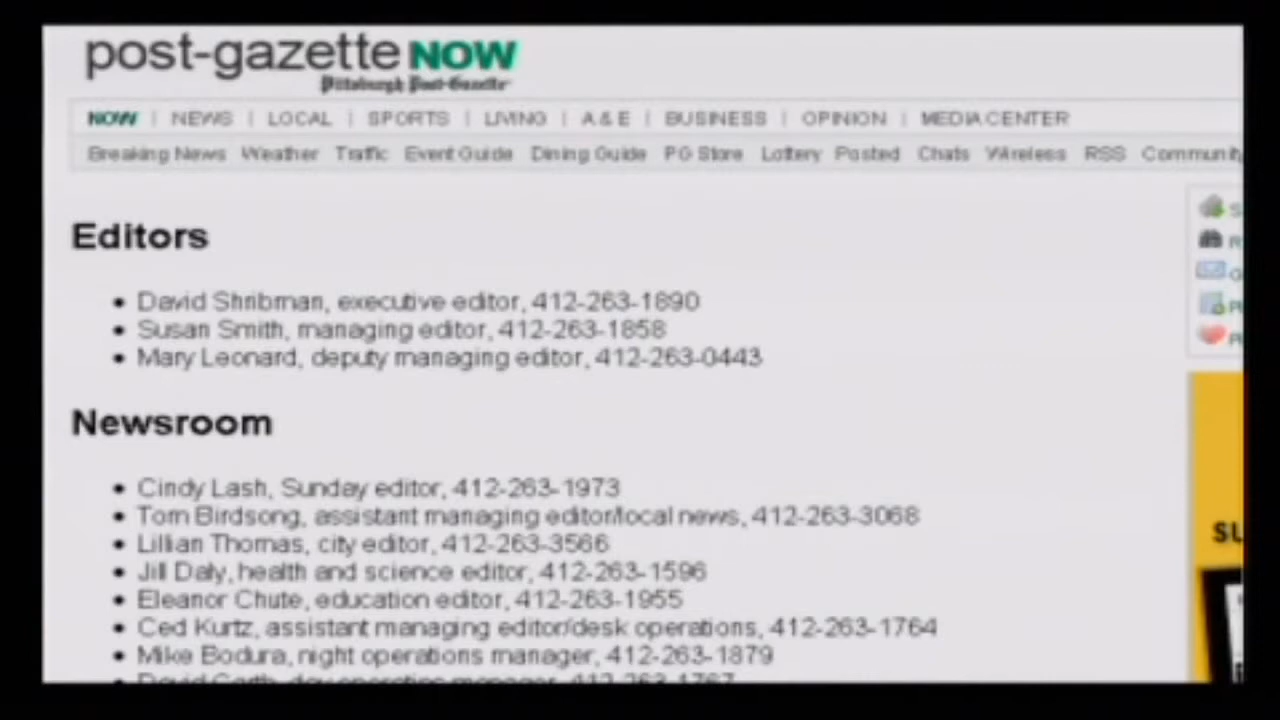 post-gazette NOW
Pittsburgh Post-Gazette
NOW | NEWS | LOCAL | SPORTS | LIVING | A & E | BUSINESS | OPINION | MEDIA CENTER
Breaking News Weather Traffic Event Guide Dining Guide PG Store Lottery Posted Chats Wireless RSS Communit
Editors
• David Shribman, executive editor, 412-263-1890
• Susan Smith, managing editor, 412-263-1858
• Mary Leonard, deputy managing editor, 412-263-0443
Newsroom
• Cindy Lash, Sunday editor, 412-263-1973
• Tom Birdsong, assistant managing editor/local news, 412-263-3068
• Lillian Thomas, city editor, 412-263-3566
• Jill Daly, health and science editor, 412-263-1596
• Eleanor Chute, education editor, 412-263-1955
• Ced Kurtz, assistant managing editor/desk operations, 412-263-1764
• Mike Bodura, night operations manager, 412-263-1879
SU